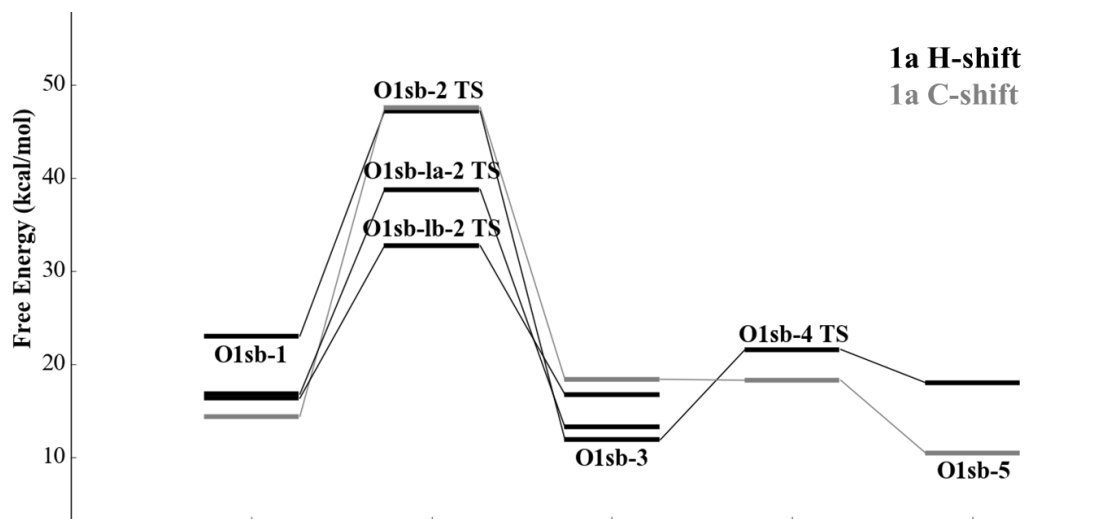 1a H-shift
1a C-shift
Free Energy (kcal/mol)
50
40
30
20
10
O1sb-2 TS
O1sb-la-2 TS
O1sb-lb-2 TS
O1sb-1
O1sb-4 TS
O1sb-3
O1sb-5